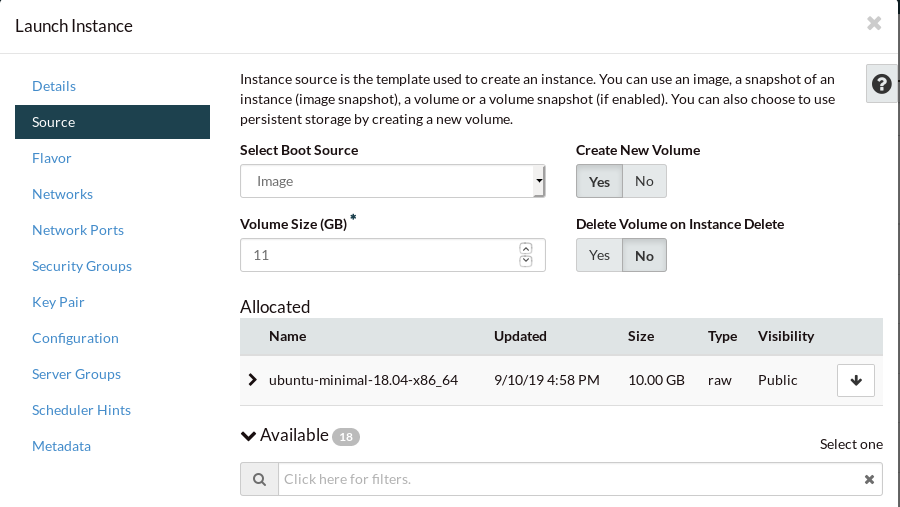 Launch Instance
Details
Source
Flavor
Networks
Network Ports
Security Groups
Key Pair
Configuration
Server Groups
Scheduler Hints
Metadata
Instance source is the template used to create an instance. You can use an image, a snapshot of an
instance (image snapshot), a volume or a volume snapshot (if enabled). You can also choose to use
persistent storage by creating a new volume.
Select Boot Source
Image
Create New Volume
Yes No
Volume Size (GB) *
11
Delete Volume on Instance Delete
Yes No
Allocated
Name Updated Size Type Visibility
ubuntu-minimal-18.04-x86_64 9/10/19 4:58 PM 10.00 GB raw Public
Available 18
Select one
Click here for filters.